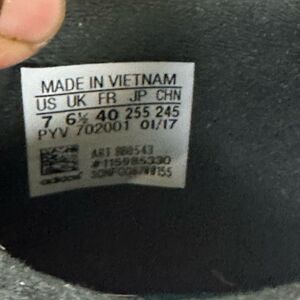 MADE IN VIETNAM
US UK FR JP CHN
7 6½ 40 255 245
PYV 702001 01/17
ART BB0543
adidas